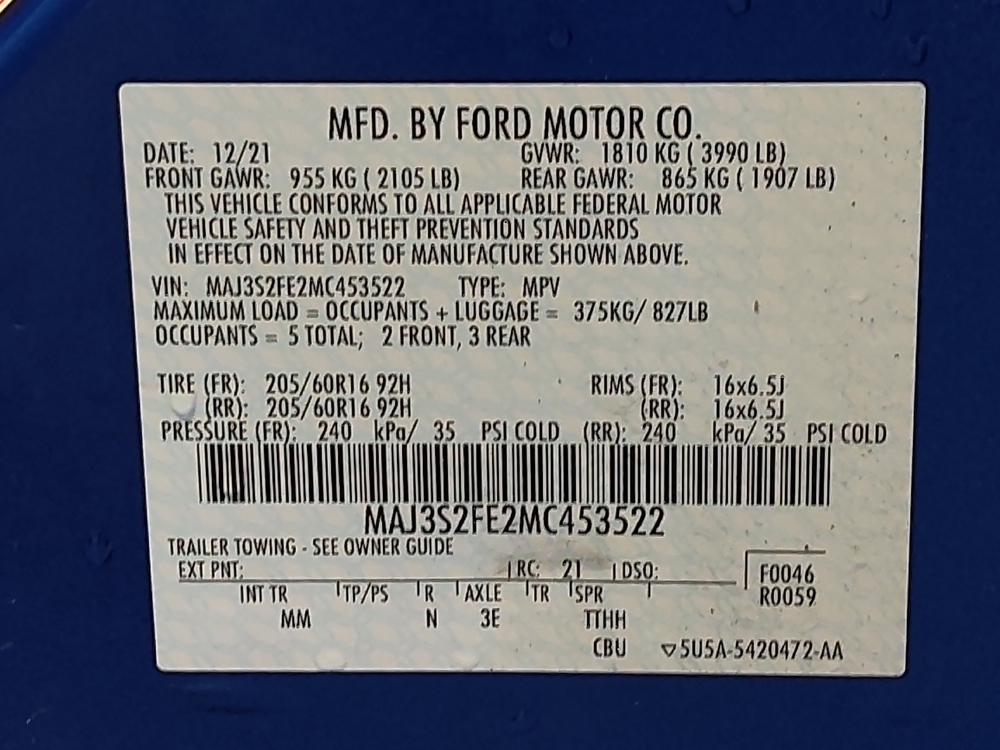 MFD. BY FORD MOTOR CO.
DATE: 12/21 GVWR: 1810 KG ( 3990 LB)
FRONT GAWR: 955 KG ( 2105 LB) REAR GAWR: 865 KG ( 1907 LB)
THIS VEHICLE CONFORMS TO ALL APPLICABLE FEDERAL MOTOR
VEHICLE SAFETY AND THEFT PREVENTION STANDARDS
IN EFFECT ON THE DATE OF MANUFACTURE SHOWN ABOVE.
VIN: MAJ3S2FE2MC453522 TYPE: MPV
MAXIMUM LOAD = OCCUPANTS + LUGGAGE = 375KG/ 827LB
OCCUPANTS = 5 TOTAL; 2 FRONT, 3 REAR
TIRE (FR): 205/60R16 92H RIMS (FR): 16x6.5J
(RR): 205/60R16 92H (RR): 16x6.5J
PRESSURE (FR): 240 kPa/ 35 PSI COLD (RR): 240 kPa/ 35 PSI COLD
MAJ3S2FE2MC453522
TRAILER TOWING - SEE OWNER GUIDE
EXT PNT: RC: 21 DSO: F0046
INT TR TP/PS R AXLE TR SPR R0059
MM N 3E TTHH
CBU ▽5U5A-5420472-AA